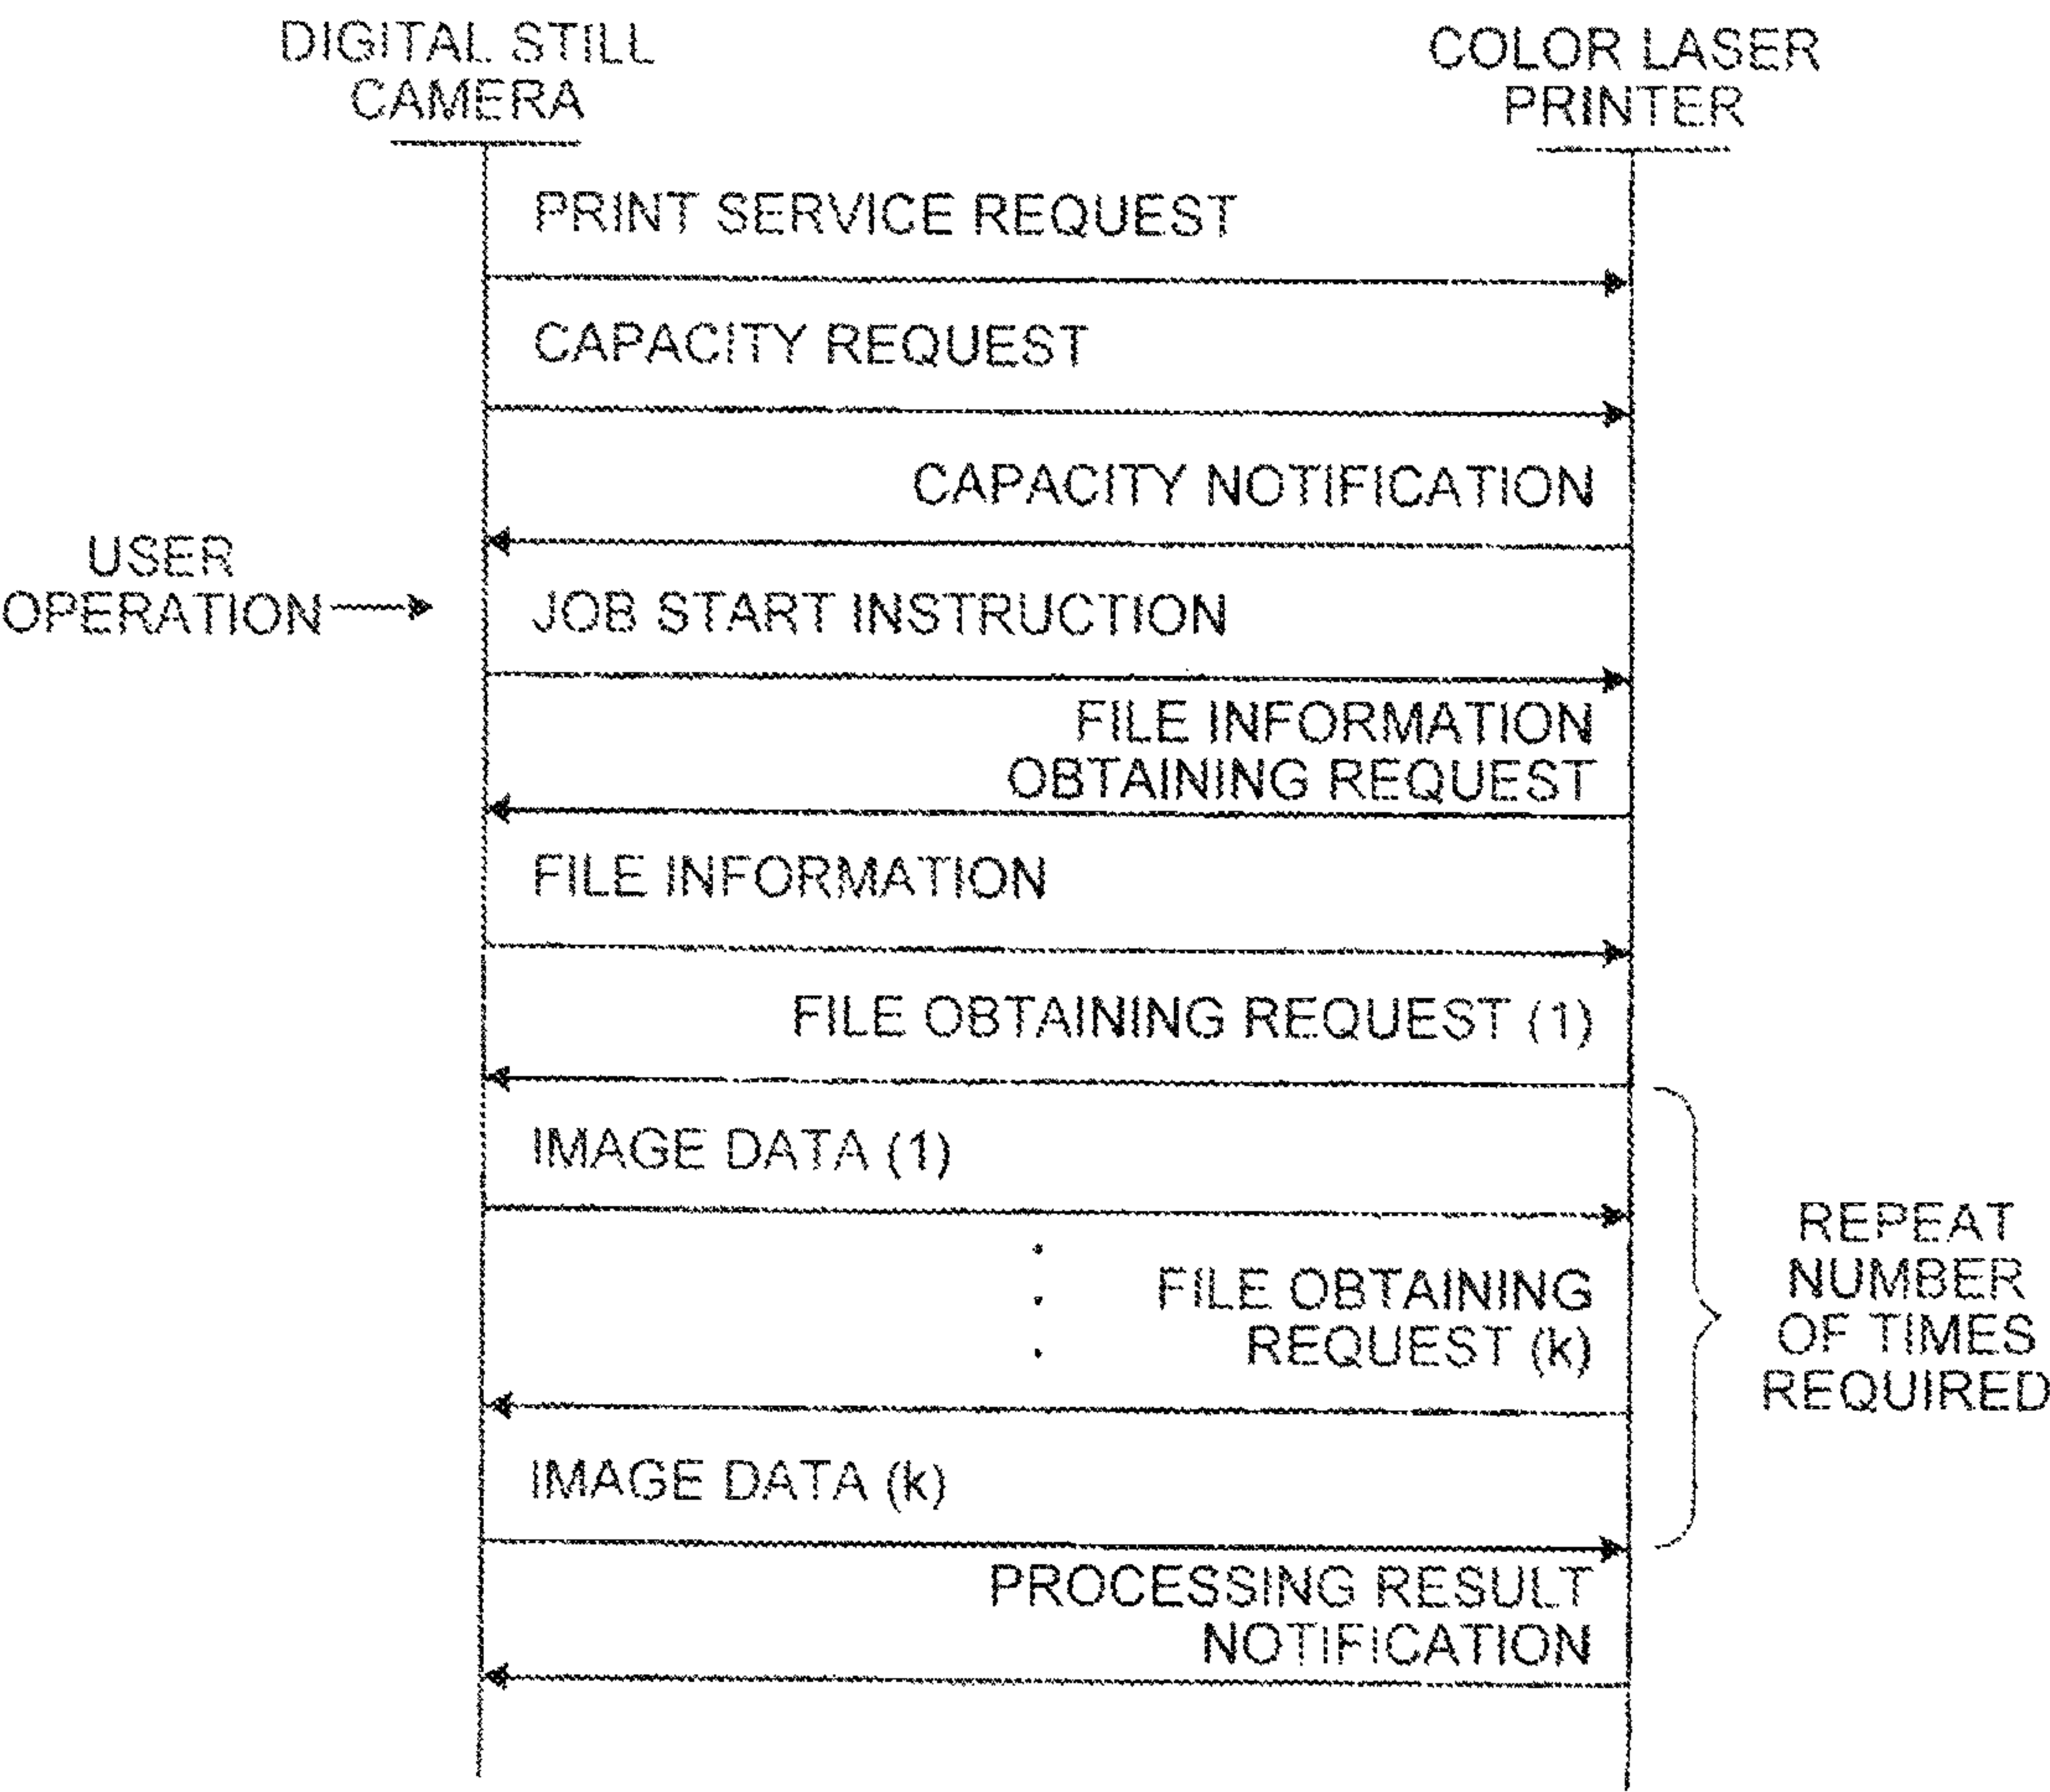 DIGITAL STILL
CAMERA
COLOR LASER
PRINTER
PRINT SERVICE REQUEST
CAPACITY REQUEST
CAPACITY NOTIFICATION
USER
OPERATION
JOB START INSTRUCTION
FILE INFORMATION
OBTAINING REQUEST
FILE INFORMATION
FILE OBTAINING REQUEST (1)
IMAGE DATA (1)
FILE OBTAINING
REQUEST (k)
REPEAT
NUMBER
OF TIMES
REQUIRED
IMAGE DATA (k)
PROCESSING RESULT
NOTIFICATION